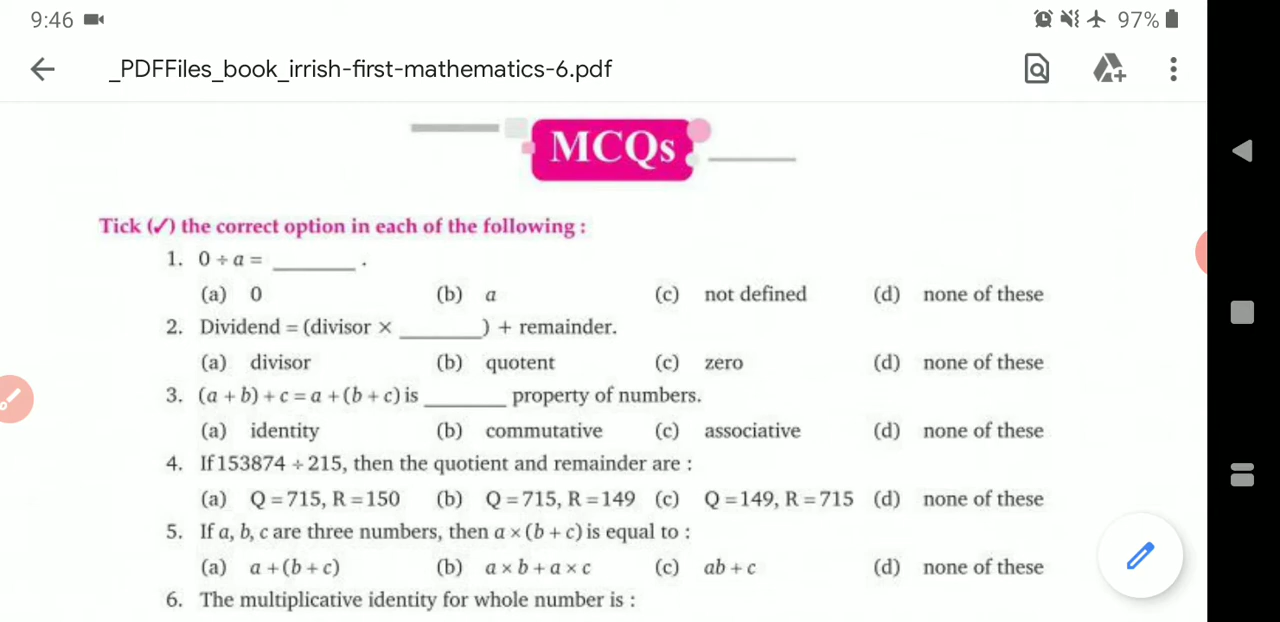 9:46
97%
_PDFFiles_book_irrish-first-mathematics-6.pdf
MCQs
Tick (✓) the correct option in each of the following :
1. 0 ÷ a = ________ .
(a) 0 (b) a (c) not defined (d) none of these
2. Dividend = (divisor × ________) + remainder.
(a) divisor (b) quotent (c) zero (d) none of these
3. (a + b) + c = a + (b + c) is ________ property of numbers.
(a) identity (b) commutative (c) associative (d) none of these
4. If 153874 ÷ 215, then the quotient and remainder are :
(a) Q = 715, R = 150 (b) Q = 715, R = 149 (c) Q = 149, R = 715 (d) none of these
5. If a, b, c are three numbers, then a × (b + c) is equal to :
(a) a + (b + c) (b) a × b + a × c (c) ab + c (d) none of these
6. The multiplicative identity for whole number is :